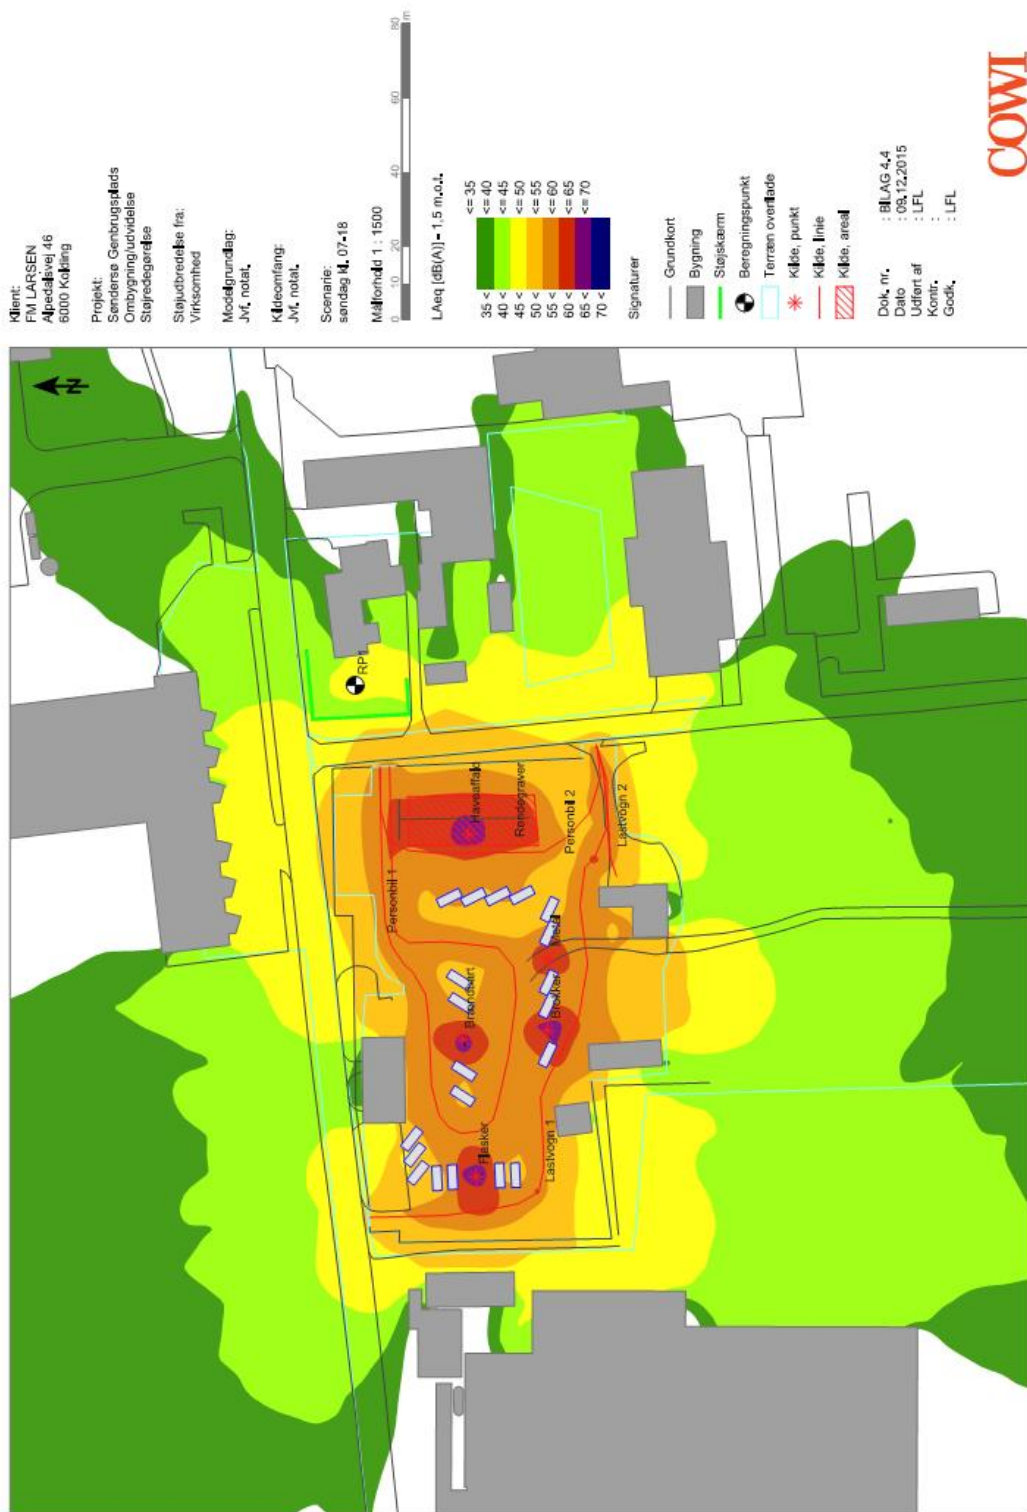 Klient:
FM LARSEN
Alpedalsvej 46
6000 Kolding
Projekt:
Søndersø Genbrugsplads
Ombygning/udvidelse
Støjredegørelse
Støjudbredelse fra:
Virksomhed
Modelgrundlag:
Jvf. notat.
Kildeomfang:
Jvf. notat.
Scenarie:
søndag kl. 07-18
Målforhold 1 : 1500
0 10 20 40 60 80 m
LAeq [dB(A)] - 1,5 m.o.t.
<= 35
35 < <= 40
40 < <= 45
45 < <= 50
50 < <= 55
55 < <= 60
60 < <= 65
65 < <= 70
70 <
Signaturer
Grundkort
Bygning
Støjskærm
Beregningspunkt
Terræn overflade
Kilde, punkt
Kilde, linie
Kilde, areal
Dok. nr. : BILAG 4.4
Dato : 09.12.2015
Udført af : LFL
Kontr. :
Godk. : LFL
COWI
N
RP1
Haveaffald
Rendegraver
Personbil 1
Personbil 2
Lastvogn 2
Metal
Brokker
Brændbart
Flasker
Lastvogn 1